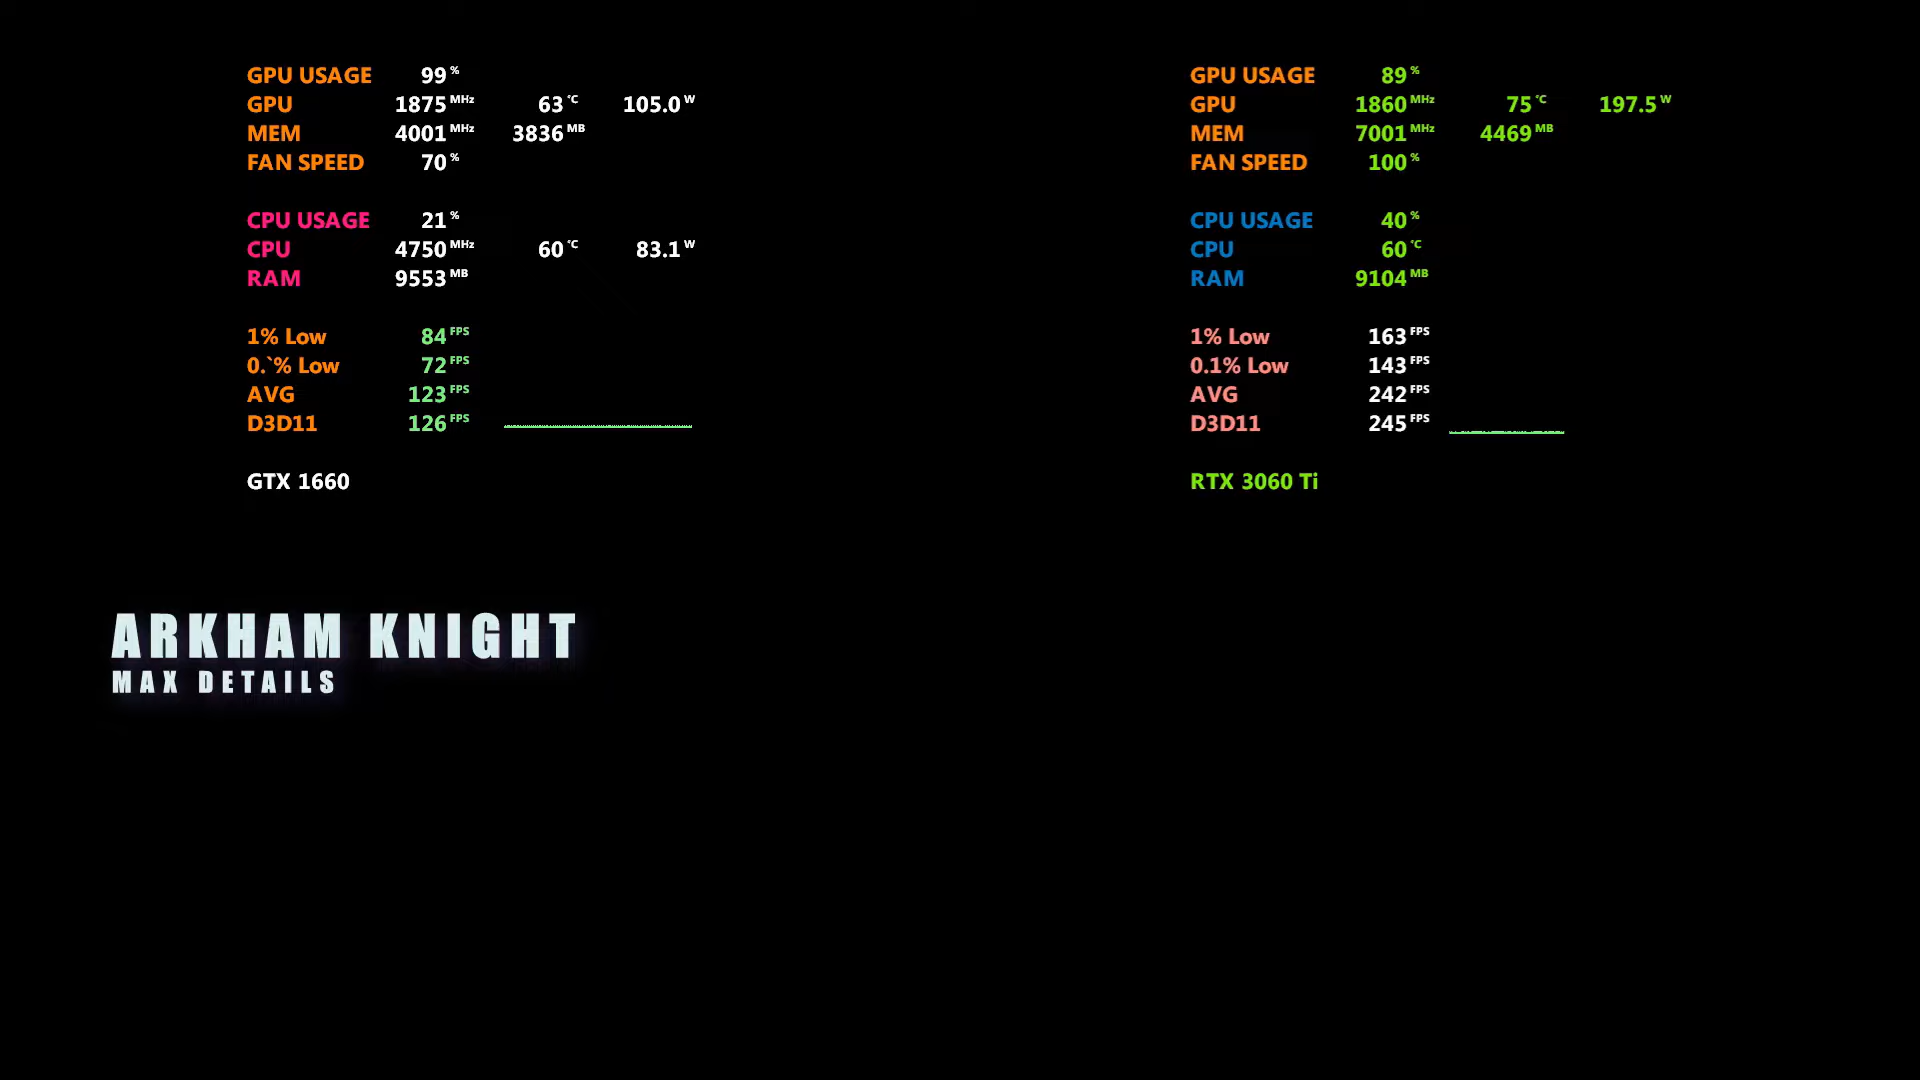 GPU USAGE 99 %
GPU 1875 MHz 63 °C 105.0 W
MEM 4001 MHz 3836 MB
FAN SPEED 70 %
CPU USAGE 21 %
CPU 4750 MHz 60 °C 83.1 W
RAM 9553 MB
1% Low 84 FPS
0.`% Low 72 FPS
AVG 123 FPS
D3D11 126 FPS
GTX 1660
GPU USAGE 89 %
GPU 1860 MHz 75 °C 197.5 W
MEM 7001 MHz 4469 MB
FAN SPEED 100 %
CPU USAGE 40 %
CPU 60 °C
RAM 9104 MB
1% Low 163 FPS
0.1% Low 143 FPS
AVG 242 FPS
D3D11 245 FPS
RTX 3060 Ti
ARKHAM KNIGHT
MAX DETAILS